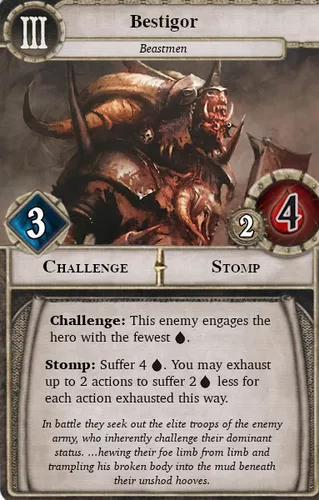 III
Bestigor
Beastmen
3
2
4
CHALLENGE
STOMP
Challenge: This enemy engages the
hero with the fewest
Stomp: Suffer 4 . You may exhaust
up to 2 actions to suffer 2 less for
each action exhausted this way.
In battle they seek out the elite troops of the enemy
army, who inherently challenge their dominant
status. ...hewing their foe limb from limb and
trampling his broken body into the mud beneath
their unshod hooves.